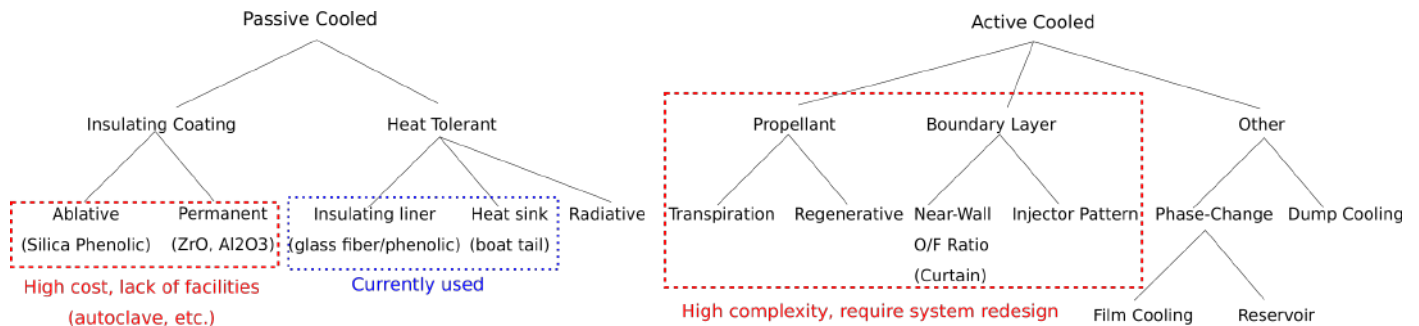 Passive Cooled
Insulating Coating
Heat Tolerant
Ablative
(Silica Phenolic)
Permanent
(ZrO, Al2O3)
Insulating liner
(glass fiber/phenolic)
Heat sink
(boat tail)
Radiative
High cost, lack of facilities
(autoclave, etc.)
Currently used
Active Cooled
Propellant
Boundary Layer
Other
Transpiration
Regenerative
Near-Wall
O/F Ratio
(Curtain)
Injector Pattern
Phase-Change
Dump Cooling
High complexity, require system redesign
Film Cooling
Reservoir